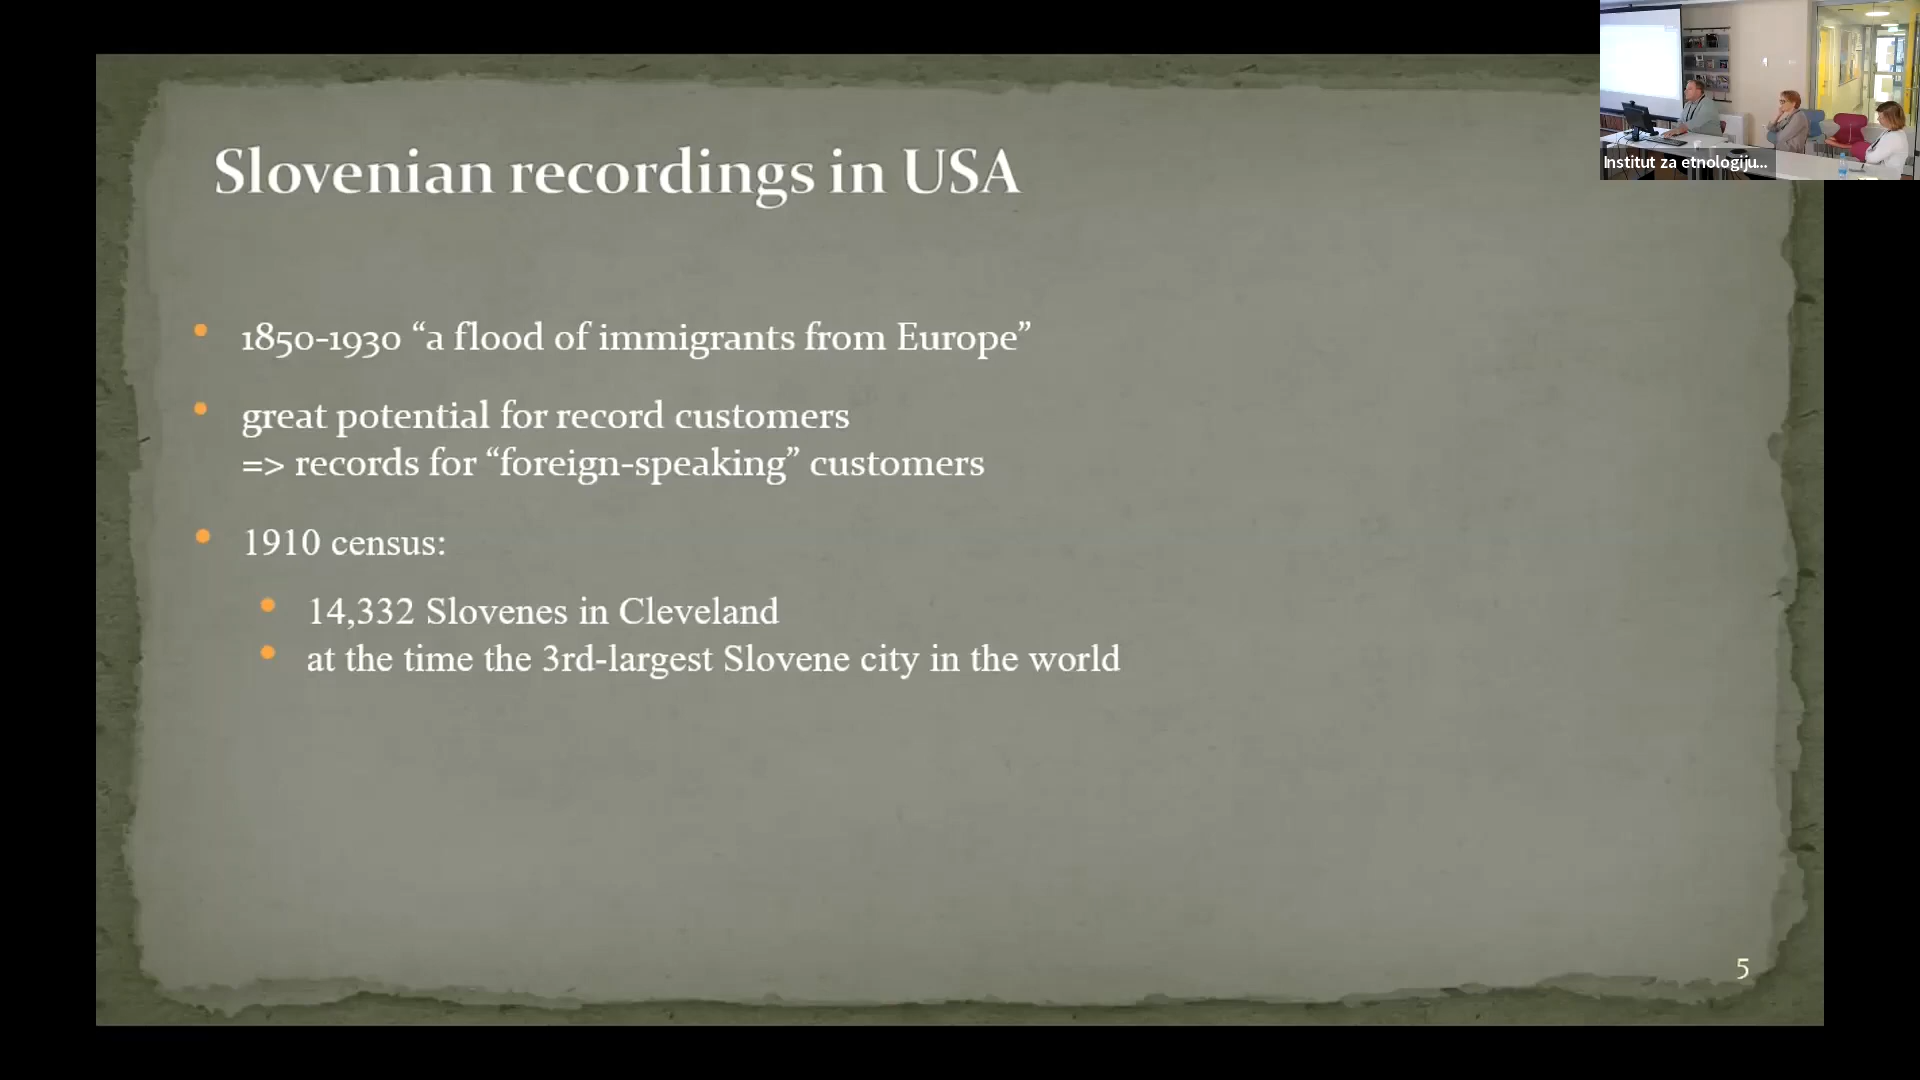 Slovenian recordings in USA
1850-1930 “a flood of immigrants from Europe”
great potential for record customers
=> records for “foreign-speaking” customers
1910 census:
14,332 Slovenes in Cleveland
at the time the 3rd-largest Slovene city in the world
5
Institut za etnologiju...